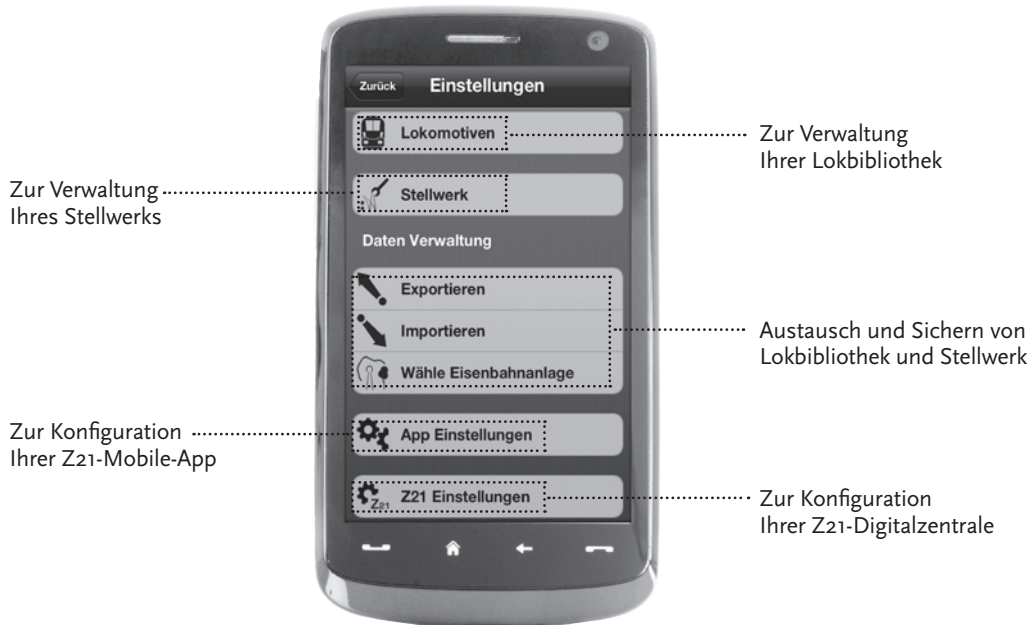 Zurück
Einstellungen
Lokomotiven
Zur Verwaltung
Ihrer Lokbibliothek
Zur Verwaltung
Ihres Stellwerks
Stellwerk
Daten Verwaltung
Exportieren
Importieren
Wähle Eisenbahnanlage
Austausch und Sichern von
Lokbibliothek und Stellwerk
Zur Konfiguration
Ihrer Z21-Mobile-App
App Einstellungen
Z21
Z21 Einstellungen
Zur Konfiguration
Ihrer Z21-Digitalzentrale